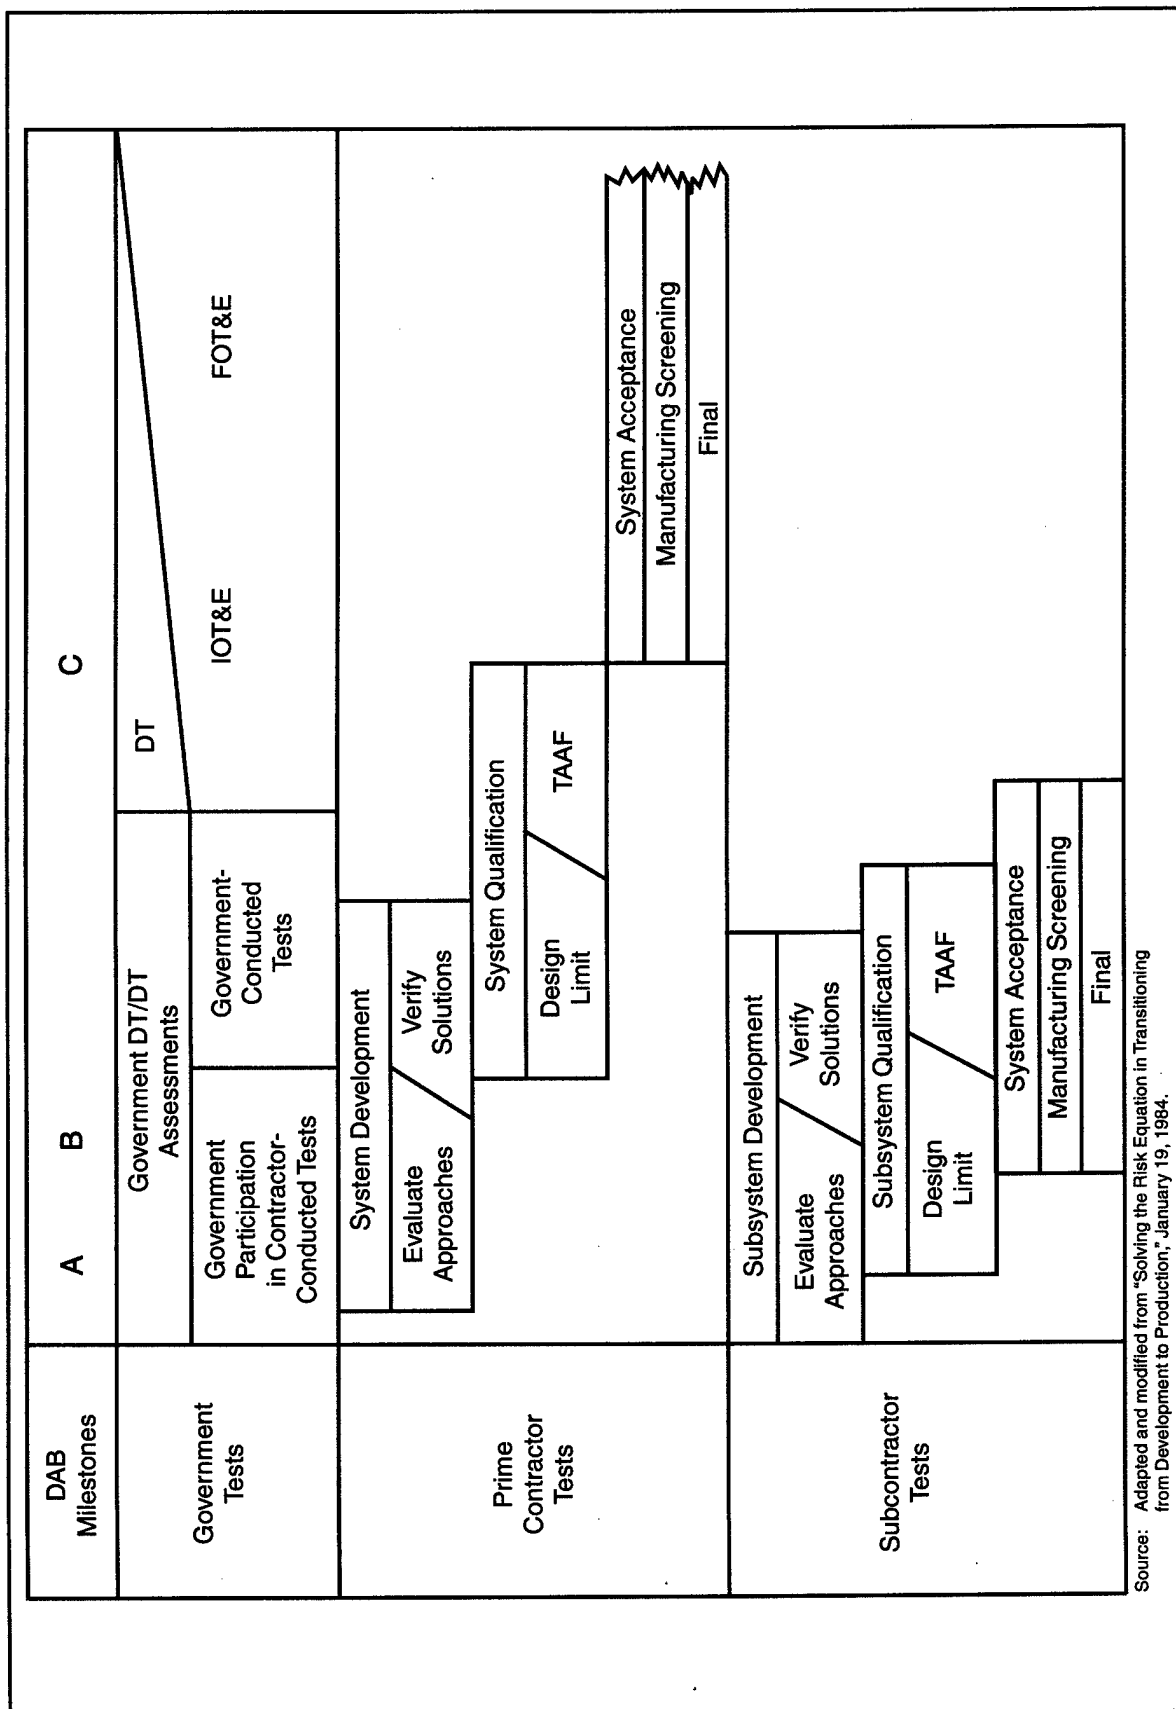 DAB
Milestones
A
B
C
Government
Tests
Government DT/DT
Assessments
Government
Participation
in Contractor-
Conducted Tests
Government-
Conducted
Tests
DT
IOT&E
FOT&E
Prime
Contractor
Tests
System Development
Evaluate
Approaches
Verify
Solutions
System Qualification
Design
Limit
TAAF
System Acceptance
Manufacturing Screening
Final
Subcontractor
Tests
Subsystem Development
Evaluate
Approaches
Verify
Solutions
Subsystem Qualification
Design
Limit
TAAF
System Acceptance
Manufacturing Screening
Final
Source: Adapted and modified from "Solving the Risk Equation in Transitioning
from Development to Production," January 19, 1984.